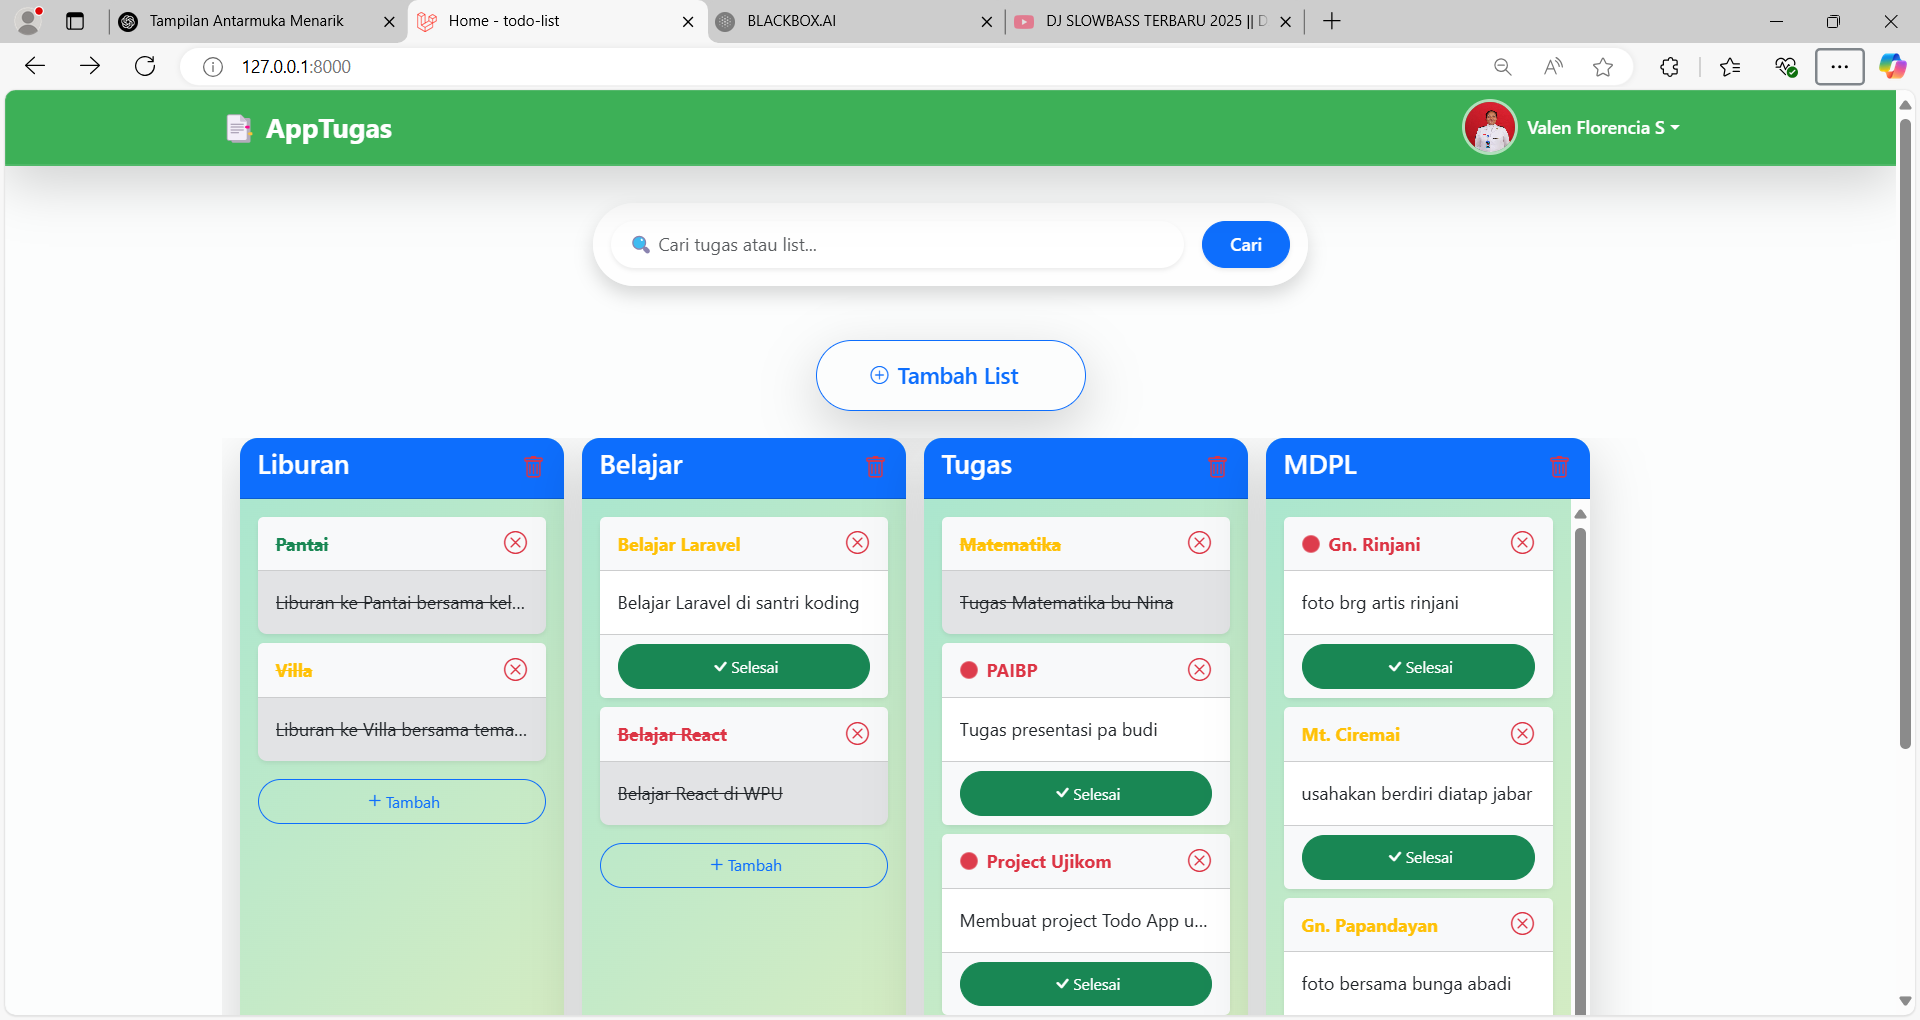 Tampilan Antarmuka Menarik
Home - todo-list
BLACKBOX.AI
DJ SLOWBASS TERBARU 2025 || D
127.0.0.1:8000
AppTugas
Valen Florencia S
Cari tugas atau list...
Cari
Tambah List
Liburan
Pantai
Liburan ke Pantai bersama kel...
Villa
Liburan ke Villa bersama tema...
+ Tambah
Belajar
Belajar Laravel
Belajar Laravel di santri koding
Selesai
Belajar React
Belajar React di WPU
+ Tambah
Tugas
Matematika
Tugas Matematika bu Nina
PAIBP
Tugas presentasi pa budi
Selesai
Project Ujikom
Membuat project Todo App u...
Selesai
MDPL
Gn. Rinjani
foto brg artis rinjani
Selesai
Mt. Ciremai
usahakan berdiri diatap jabar
Selesai
Gn. Papandayan
foto bersama bunga abadi